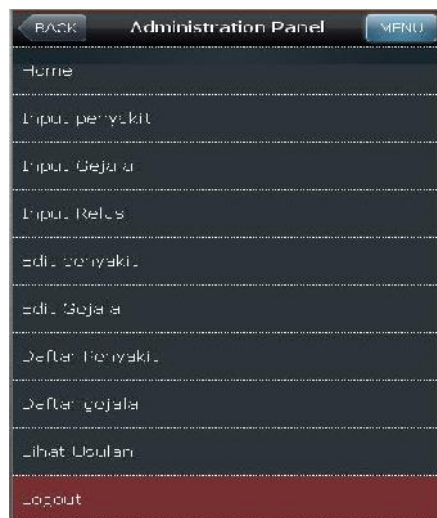 BACK Administration Panel MENU
Home
Input penyakit
Input Gejala
Input Relasi
Edit penyakit
Edit Gejala
Daftar Penyakit
Daftar gejala
Lihat Usulan
Logout